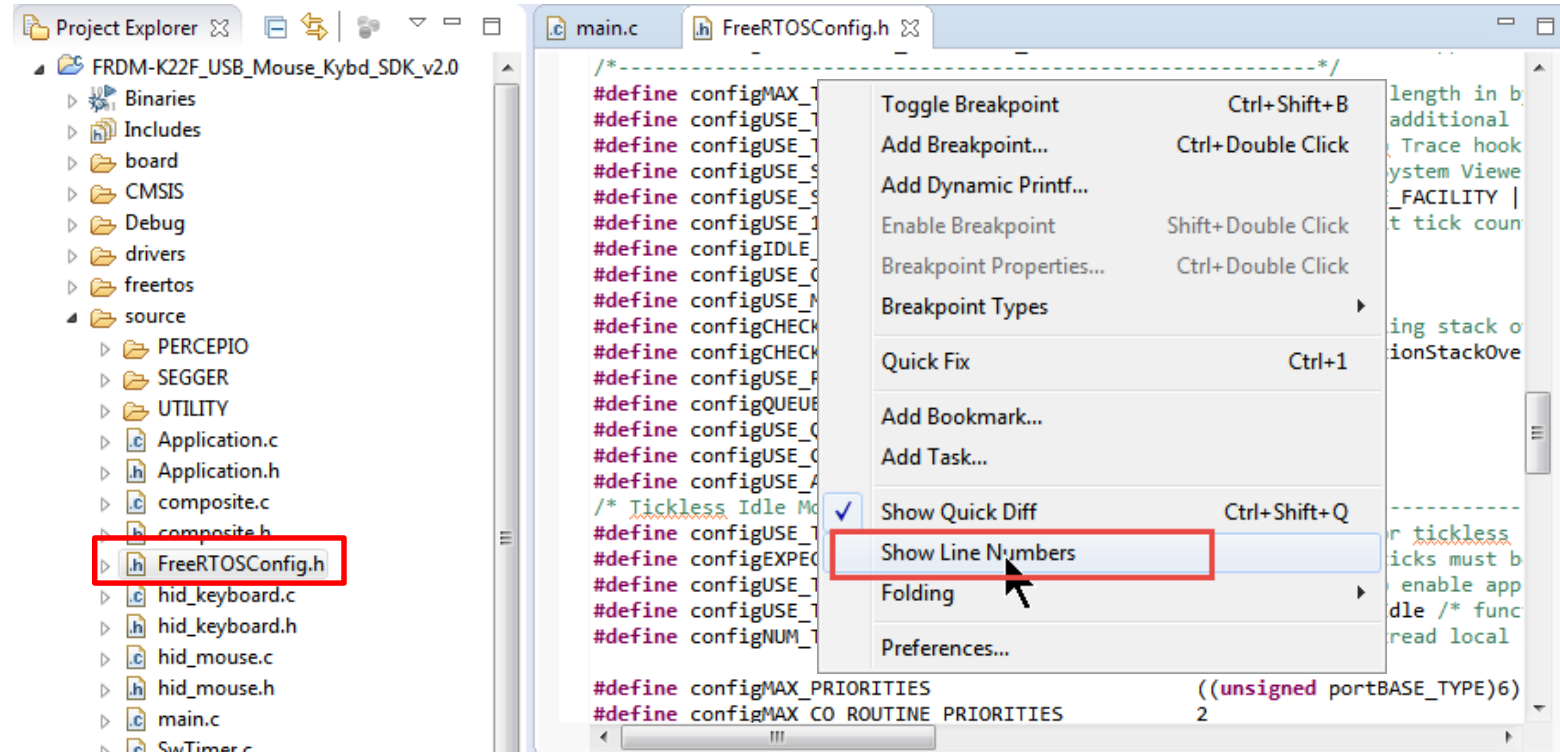 Project Explorer
FRDM-K22F_USB_Mouse_Kybd_SDK_v2.0
Binaries
Includes
board
CMSIS
Debug
drivers
freertos
source
PERCEPIO
SEGGER
UTILITY
Application.c
Application.h
composite.c
composite.h
FreeRTOSConfig.h
hid_keyboard.c
hid_keyboard.h
hid_mouse.c
hid_mouse.h
main.c
SwTimer.c
main.c
FreeRTOSConfig.h
/*-----------------------------------------------------------*/
#define configMAX_T length in b
#define configUSE_T additional
#define configUSE_T Trace hook
#define configUSE_S ystem Viewe
#define configUSE_S _FACILITY |
#define configUSE_1 t tick coun
#define configIDLE_
#define configUSE_C
#define configUSE_M
#define configCHECK ing stack o
#define configCHECK ionStackOve
#define configUSE_R
#define configQUEUE
#define configUSE_Q
#define configUSE_C
#define configUSE_A
/* Tickless Idle Mo -----------
#define configUSE_T r tickless
#define configEXPEC icks must b
#define configUSE_T enable app
#define configUSE_T dle /* func
#define configNUM_T read local
#define configMAX_PRIORITIES ((unsigned portBASE_TYPE)6)
#define configMAX_CO_ROUTINE_PRIORITIES 2
Toggle Breakpoint Ctrl+Shift+B
Add Breakpoint... Ctrl+Double Click
Add Dynamic Printf...
Enable Breakpoint Shift+Double Click
Breakpoint Properties... Ctrl+Double Click
Breakpoint Types
Quick Fix Ctrl+1
Add Bookmark...
Add Task...
Show Quick Diff Ctrl+Shift+Q
Show Line Numbers
Folding
Preferences...